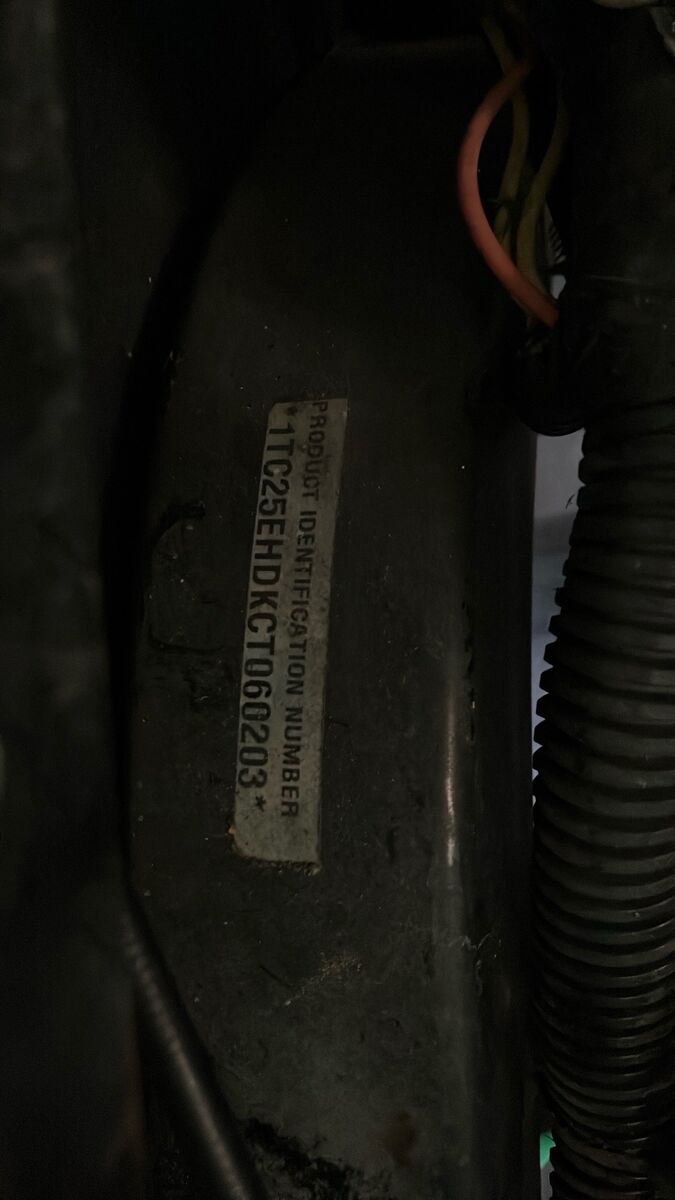 PRODUCT IDENTIFICATION NUMBER
*1TC25EHDKCT060203*